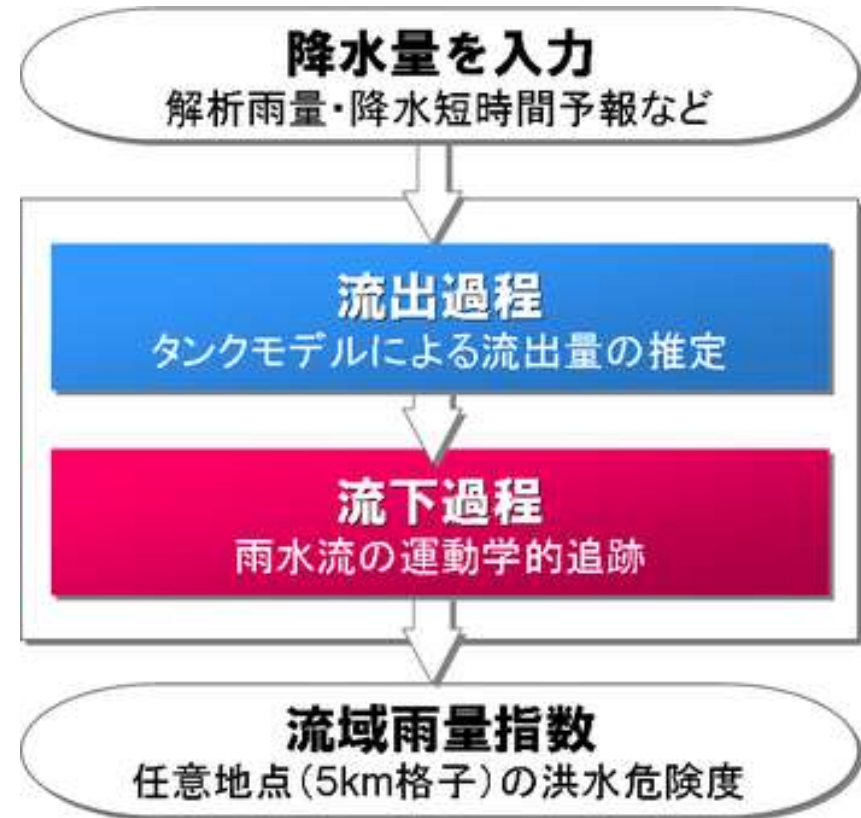 降水量を入力
解析雨量・降水短時間予報など
流出過程
タンクモデルによる流出量の推定
流下過程
雨水流の運動学的追跡
流域雨量指数
任意地点(5km格子)の洪水危険度